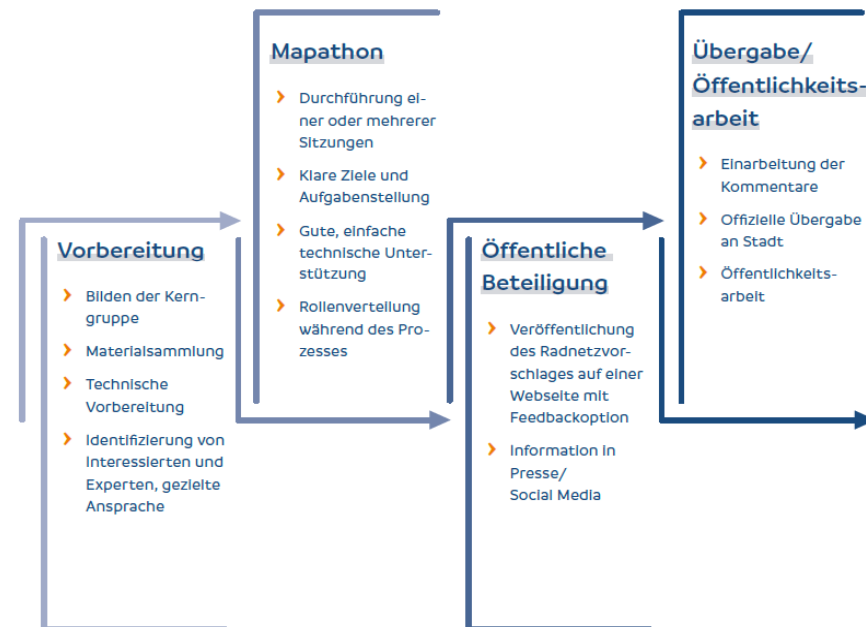 Vorbereitung
Bilden der Kern-
gruppe
Materialsammlung
Technische
Vorbereitung
Identifizierung von
Interessierten und
Experten, gezielte
Ansprache
Mapathon
Durchführung ei-
ner oder mehrerer
Sitzungen
Klare Ziele und
Aufgabenstellung
Gute, einfache
technische Unter-
stützung
Rollenverteilung
während des Pro-
zesses
Öffentliche
Beteiligung
Veröffentlichung
des Radnetzvor-
schlages auf einer
Webseite mit
Feedbackoption
Information in
Presse/
Social Media
Übergabe/
Öffentlichkeits-
arbeit
Einarbeitung der
Kommentare
Offizielle Übergabe
an Stadt
Öffentlichkeits-
arbeit